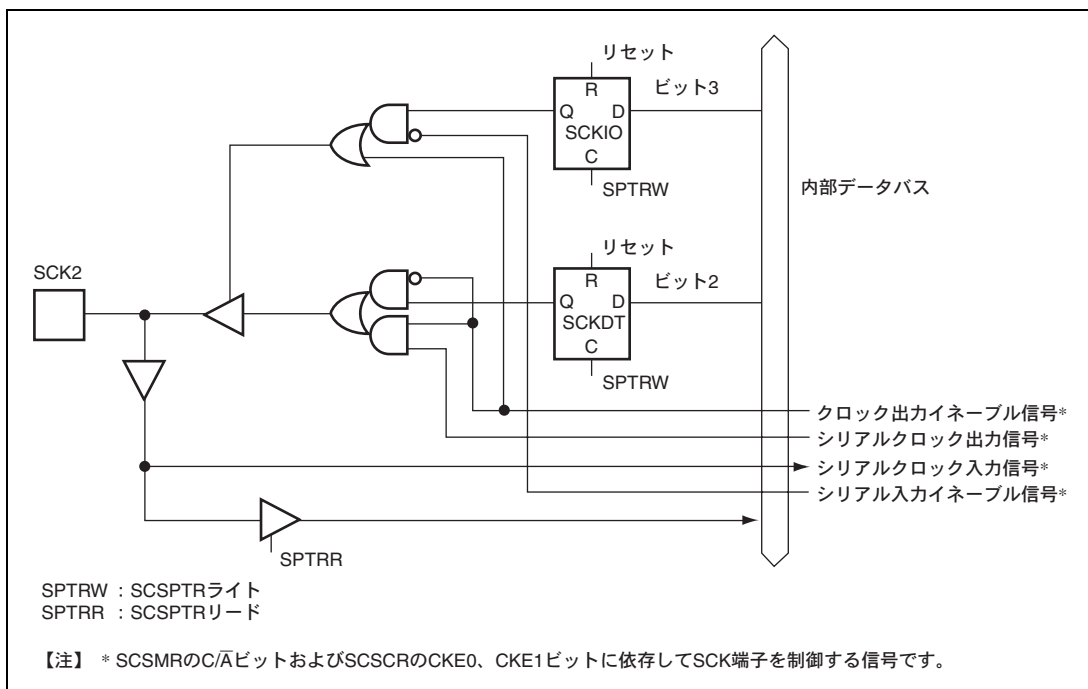 リセット
R
ビット3
Q D
SCKIO
C
SPTRW
内部データバス
リセット
SCK2
R
ビット2
Q D
SCKDT
C
SPTRW
クロック出力イネーブル信号*
シリアルクロック出力信号*
シリアルクロック入力信号*
シリアル入力イネーブル信号*
SPTRR
SPTRW : SCSPTRライト
SPTRR : SCSPTRリード
【注】 * SCSMRのC/A̅ビットおよびSCSCRのCKE0、CKE1ビットに依存してSCK端子を制御する信号です。